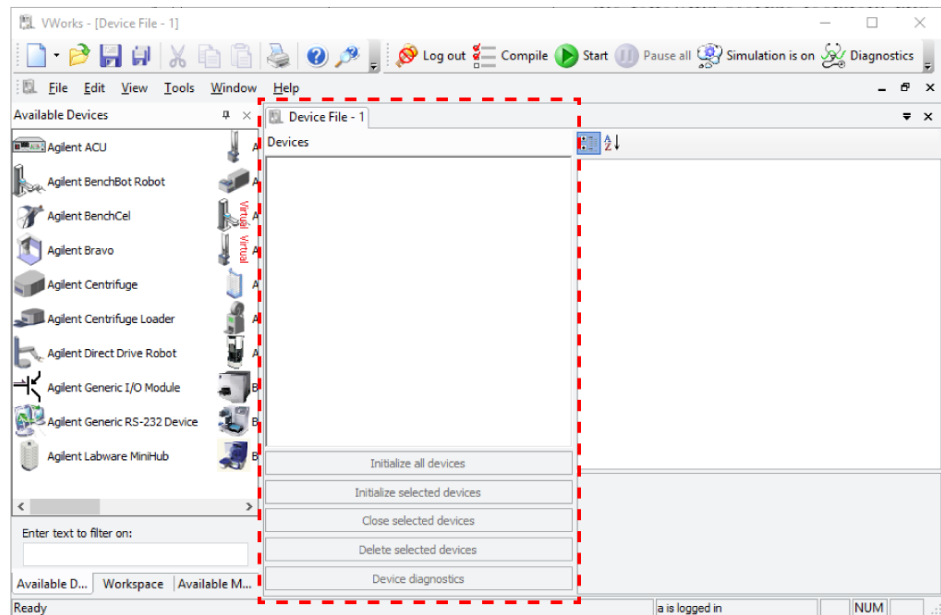 VWorks - [Device File - 1]
Log out Compile Start Pause all Simulation is on Diagnostics
File Edit View Tools Window Help
Available Devices
Device File - 1
Devices
Agilent ACU A
Agilent BenchBot Robot A
Agilent BenchCel Virtual A
Agilent Bravo Virtual A
Agilent Centrifuge A
Agilent Centrifuge Loader A
Agilent Direct Drive Robot A
Agilent Generic I/O Module B
Agilent Generic RS-232 Device B
Agilent Labware MiniHub B
Initialize all devices
Initialize selected devices
Close selected devices
Delete selected devices
Device diagnostics
Enter text to filter on:
Available D... Workspace Available M...
Ready a is logged in NUM